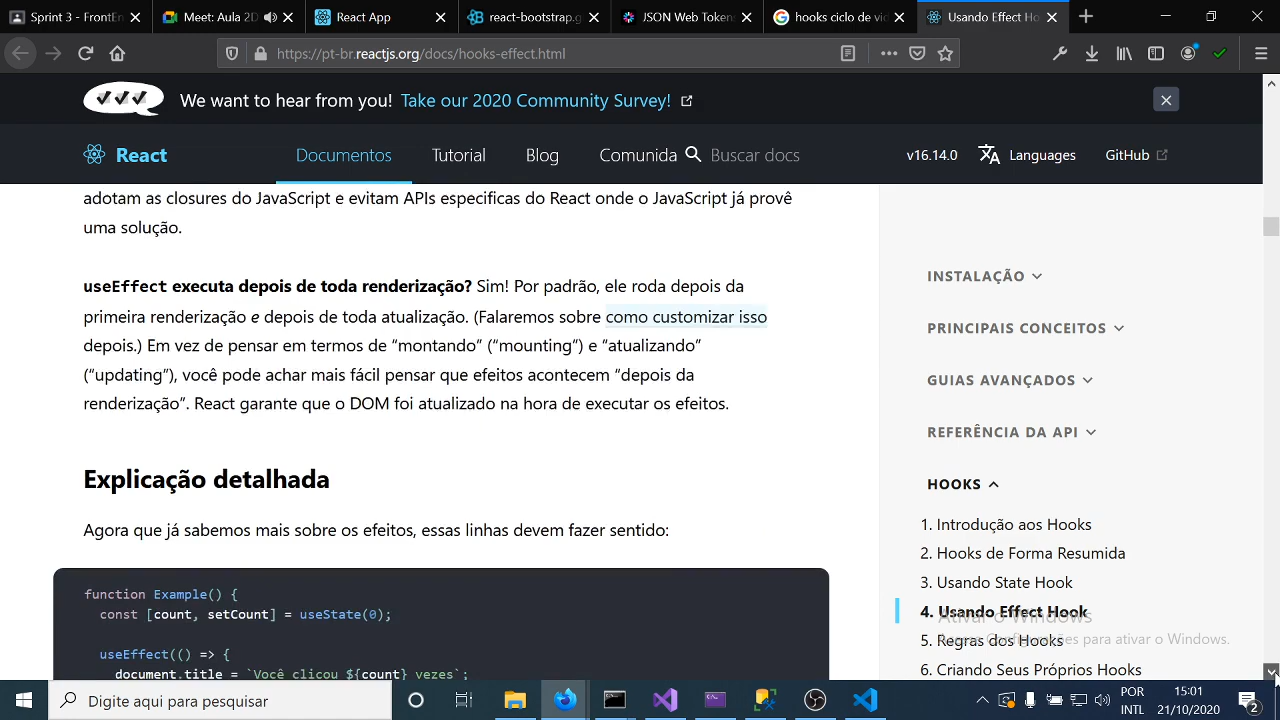 Sprint 3 - FrontEn
Meet: Aula 2D
React App
react-bootstrap.g
JSON Web Token
hooks ciclo de vid
Usando Effect Ho
https://pt-br.reactjs.org/docs/hooks-effect.html
We want to hear from you! Take our 2020 Community Survey!
React
Documentos
Tutorial
Blog
Comunida
Buscar docs
v16.14.0
Languages
GitHub
adotam as closures do JavaScript e evitam APIs especificas do React onde o JavaScript já provê
uma solução.
useEffect executa depois de toda renderização? Sim! Por padrão, ele roda depois da
primeira renderização e depois de toda atualização. (Falaremos sobre como customizar isso
depois.) Em vez de pensar em termos de “montando” (“mounting”) e “atualizando”
(“updating”), você pode achar mais fácil pensar que efeitos acontecem “depois da
renderização”. React garante que o DOM foi atualizado na hora de executar os efeitos.
Explicação detalhada
Agora que já sabemos mais sobre os efeitos, essas linhas devem fazer sentido:
function Example() {
const [count, setCount] = useState(0);
useEffect(() => {
document.title = `Você clicou ${count} vezes`;
INSTALAÇÃO
PRINCIPAIS CONCEITOS
GUIAS AVANÇADOS
REFERÊNCIA DA API
HOOKS
1. Introdução aos Hooks
2. Hooks de Forma Resumida
3. Usando State Hook
4. Usando Effect Hook
5. Regras dos Hooks
6. Criando Seus Próprios Hooks
Ativar o Windows
para ativar o Windows.
Digite aqui para pesquisar
POR
INTL
15:01
21/10/2020
2